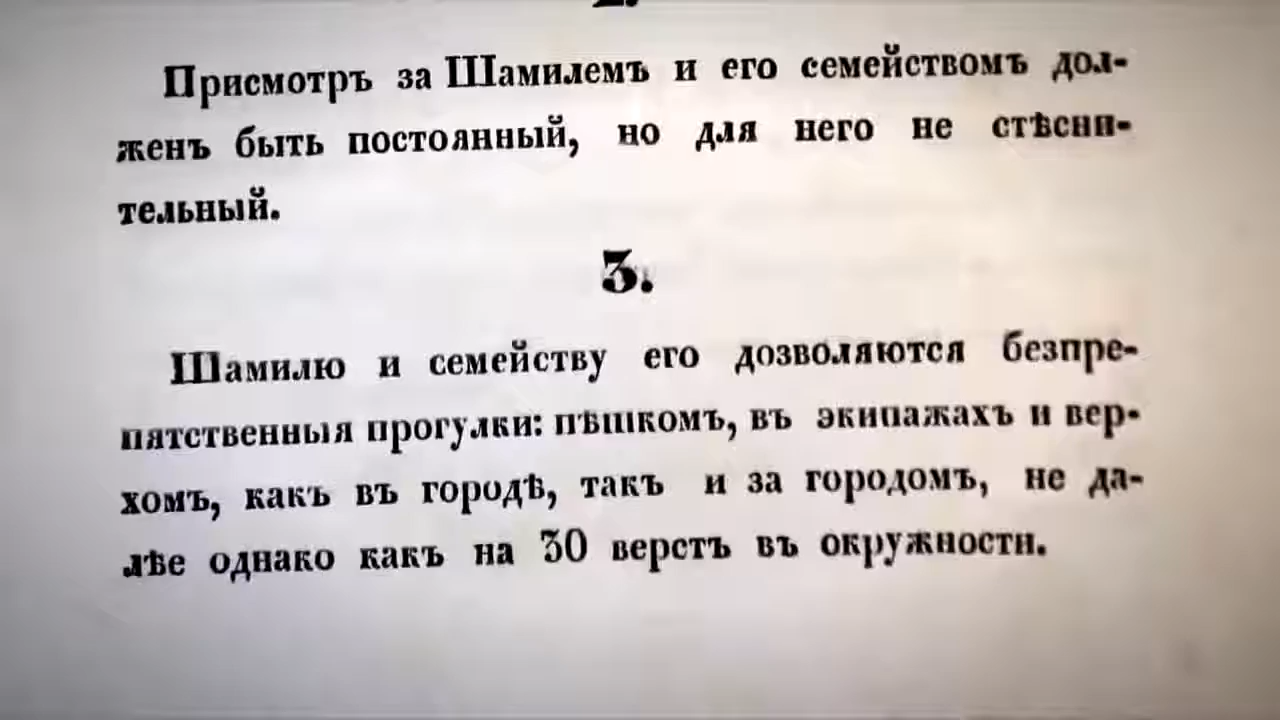 Присмотръ за Шамилемъ и его семействомъ дол-
женъ быть постоянный, но для него не стѣсни-
тельный.
3.
Шамилю и семейству его дозволяются безпре-
пятственныя прогулки: пѣшкомъ, въ экипажахъ и вер-
хомъ, какъ въ городѣ, такъ и за городомъ, не да-
лѣе однако какъ на 30 верстъ въ окружности.